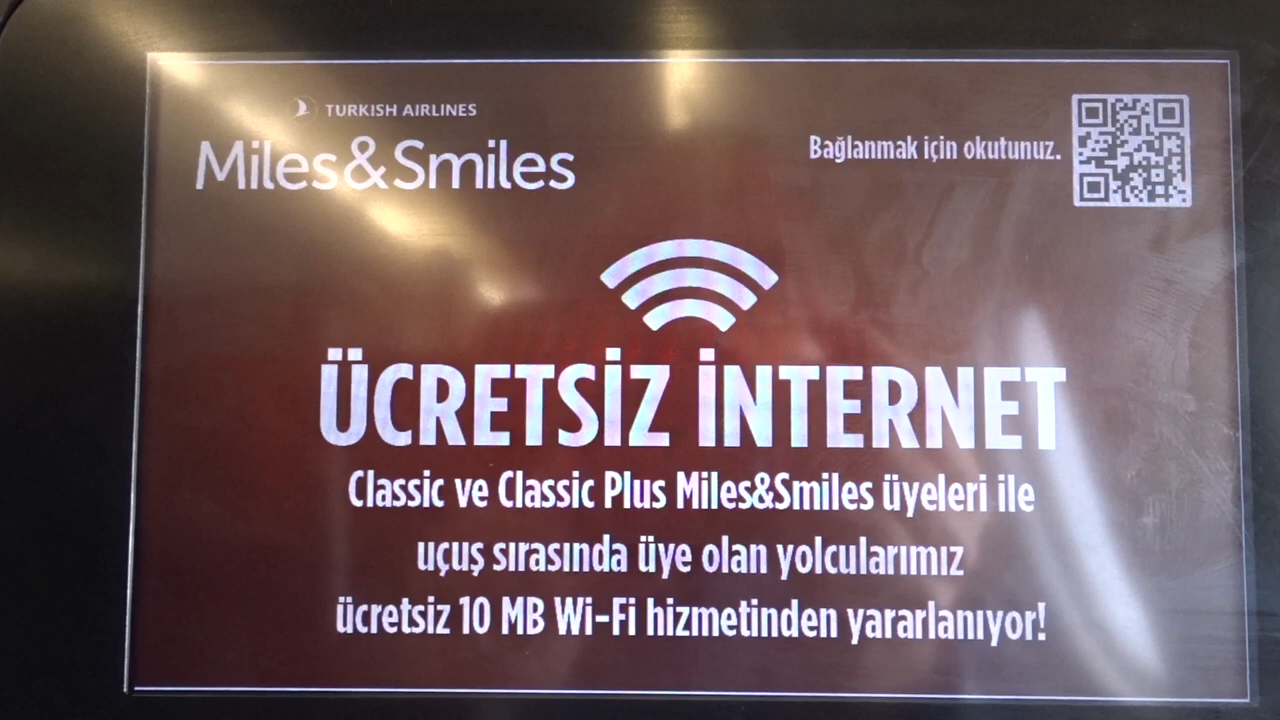 TURKISH AIRLINES
Miles&Smiles
Bağlanmak için okutunuz.
ÜCRETSİZ İNTERNET
Classic ve Classic Plus Miles&Smiles üyeleri ile
uçuş sırasında üye olan yolcularımız
ücretsiz 10 MB Wi-Fi hizmetinden yararlanıyor!